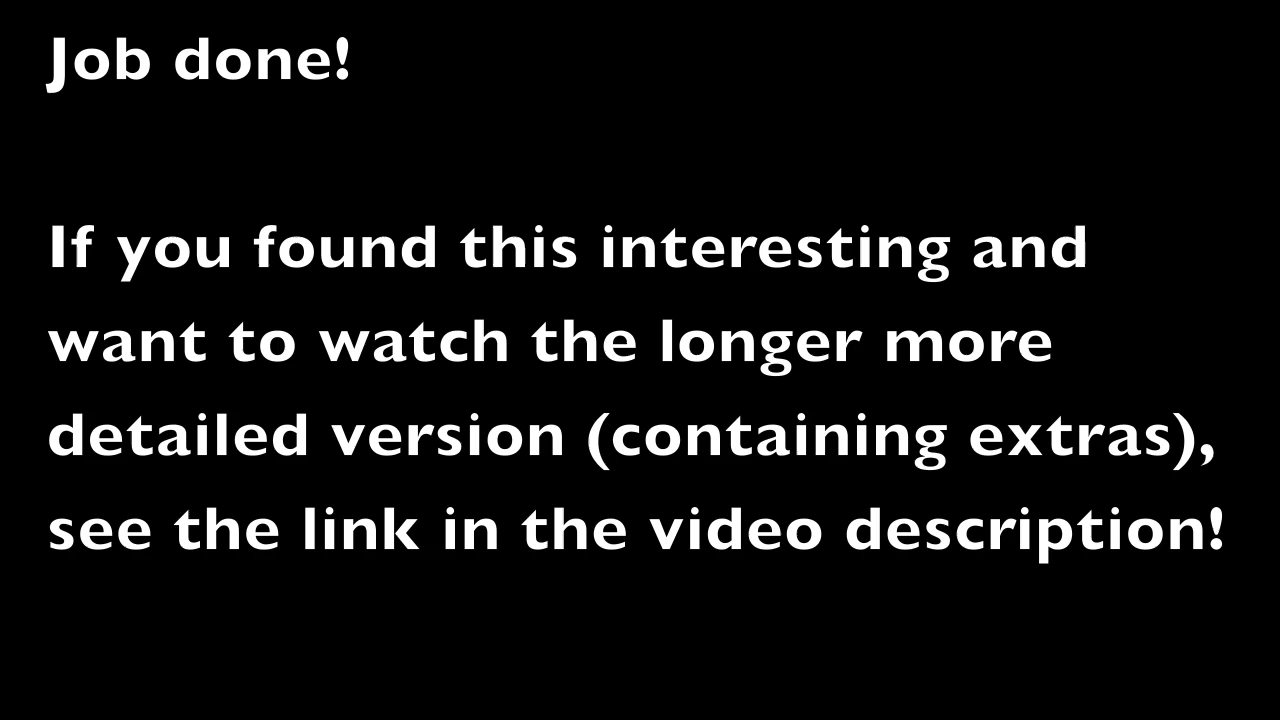 Job done!
If you found this interesting and
want to watch the longer more
detailed version (containing extras),
see the link in the video description!